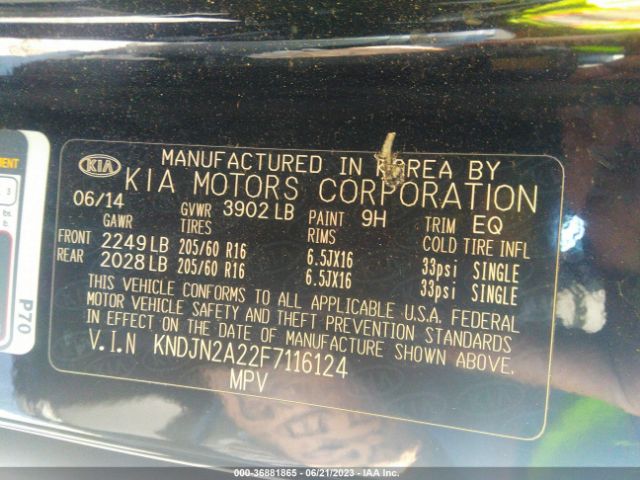 KIA
MANUFACTURED IN KOREA BY
KIA MOTORS CORPORATION
06/14 GVWR 3902 LB PAINT 9H TRIM EQ
GAWR TIRES RIMS COLD TIRE INFL
FRONT 2249 LB 205/60 R16 6.5JX16 33psi SINGLE
REAR 2028 LB 205/60 R16 6.5JX16 33psi SINGLE
THIS VEHICLE CONFORMS TO ALL APPLICABLE U.S.A. FEDERAL
MOTOR VEHICLE SAFETY AND THEFT PREVENTION STANDARDS
IN EFFECT ON THE DATE OF MANUFACTURE SHOWN ABOVE.
V.I.N KNDJN2A22F7116124
MPV
P70
000-36881865 - 06/21/2023 - IAA